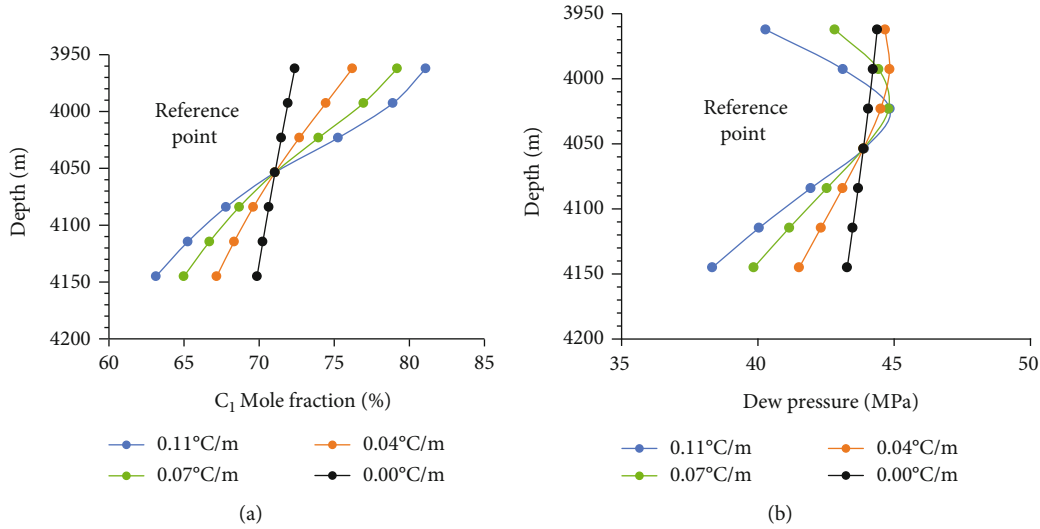 3950
4000
4050
4100
4150
4200
Depth (m)
Reference
point
60 65 70 75 80 85
C₁ Mole fraction (%)
0.11°C/m 0.04°C/m
0.07°C/m 0.00°C/m
(a)
3950
4000
4050
4100
4150
4200
Depth (m)
Reference
point
35 40 45 50
Dew pressure (MPa)
0.11°C/m 0.04°C/m
0.07°C/m 0.00°C/m
(b)